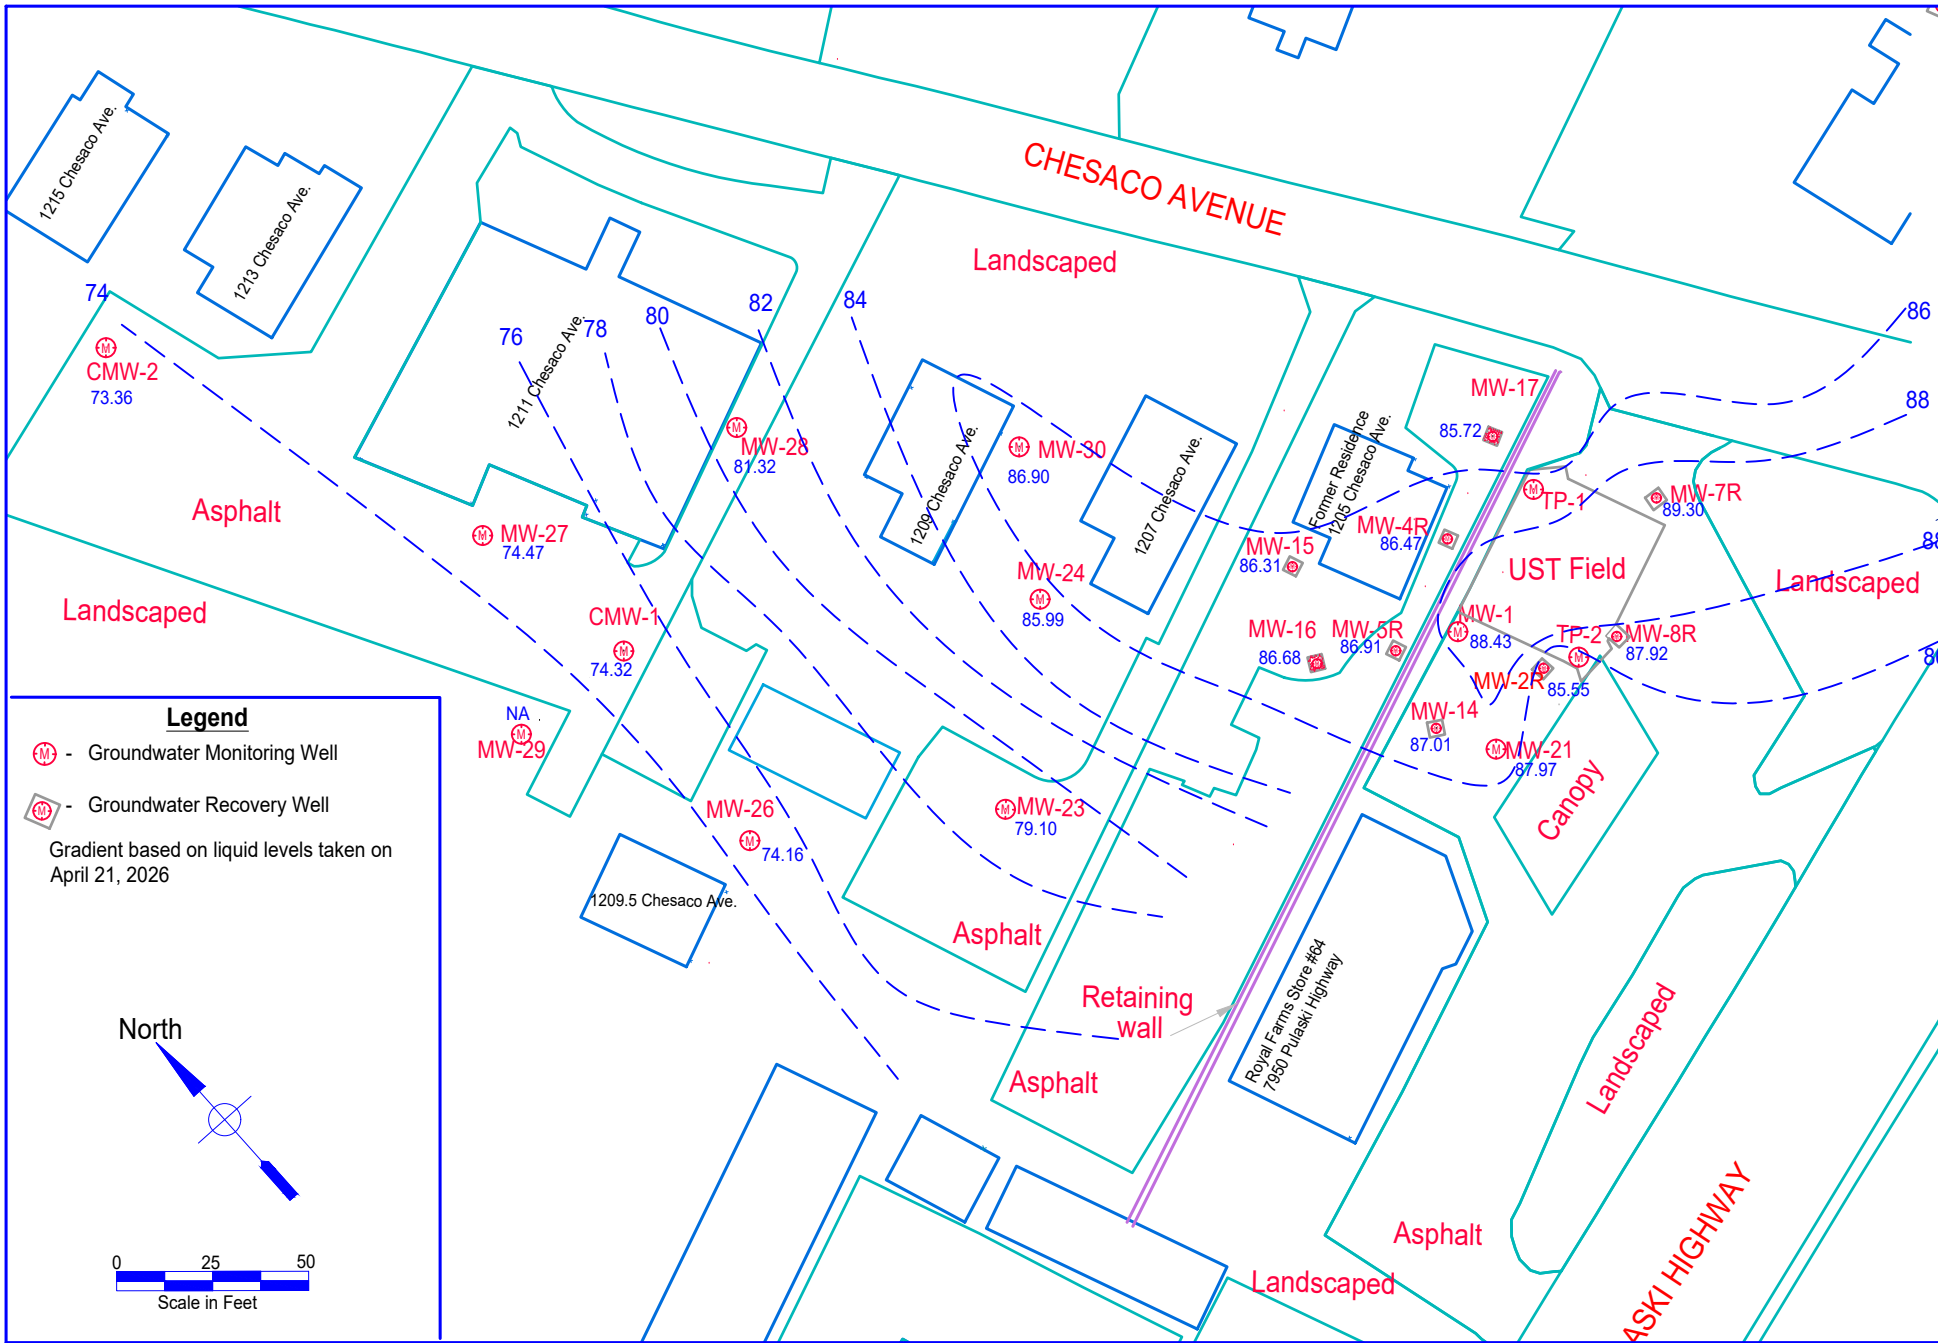 CHESACO AVENUE
1215 Chesaco Ave.
1213 Chesaco Ave.
Landscaped
74
CMW-2
73.36
76
78
80
82
84
86
88
1211 Chesaco Ave.
MW-28
81.32
1209 Chesaco Ave.
MW-30
86.90
1207 Chesaco Ave.
Former Residence
1205 Chesaco Ave.
MW-17
85.72
TP-1
MW-7R
89.30
Asphalt
MW-27
74.47
MW-4R
86.47
MW-15
86.31
UST Field
Landscaped
Landscaped
CMW-1
74.32
MW-24
85.99
MW-16
86.68
MW-5R
86.91
MW-1
88.43
TP-2
MW-8R
87.92
MW-2R
85.55
NA
MW-29
MW-14
87.01
MW-21
87.97
Canopy
MW-26
74.16
MW-23
79.10
1209.5 Chesaco Ave.
Asphalt
Retaining
wall
Asphalt
Royal Farms Store #64
7950 Pulaski Highway
Landscaped
Asphalt
Landscaped
ASKI HIGHWAY
Legend
M - Groundwater Monitoring Well
M - Groundwater Recovery Well
Gradient based on liquid levels taken on
April 21, 2026
North
0 25 50
Scale in Feet